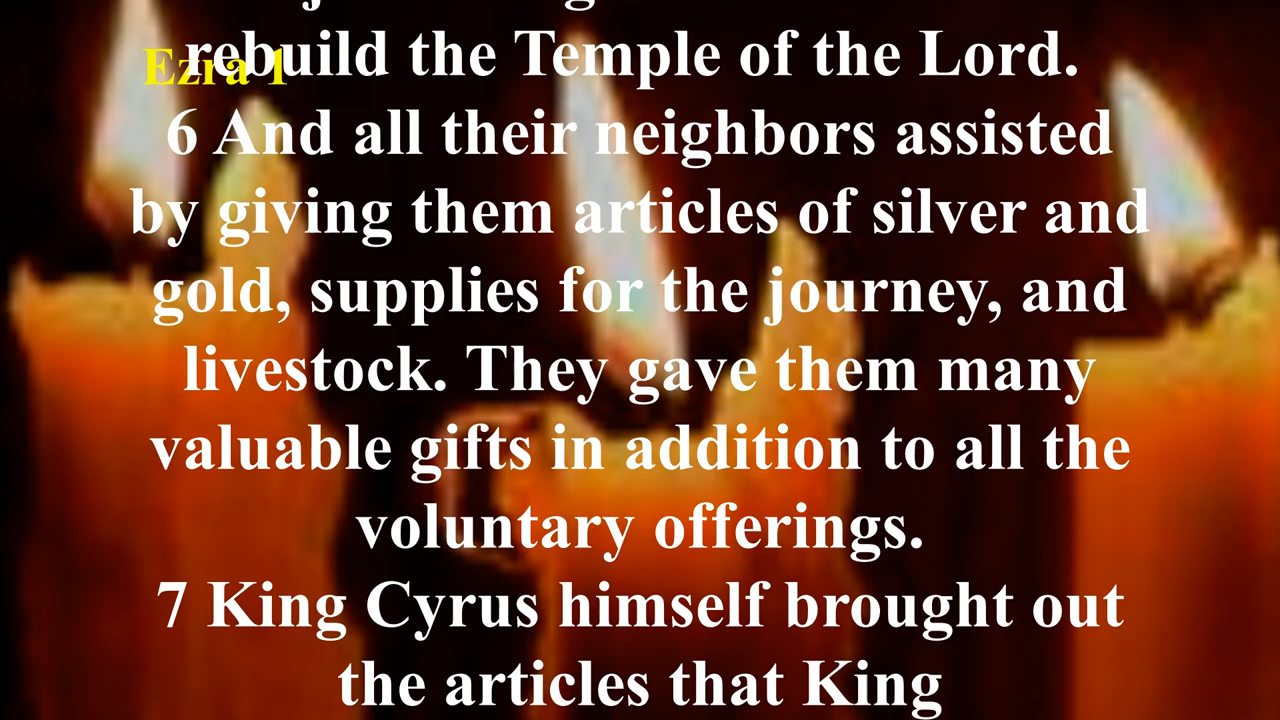 Ezra 1
rebuild the Temple of the Lord.
6 And all their neighbors assisted
by giving them articles of silver and
gold, supplies for the journey, and
livestock. They gave them many
valuable gifts in addition to all the
voluntary offerings.
7 King Cyrus himself brought out
the articles that King